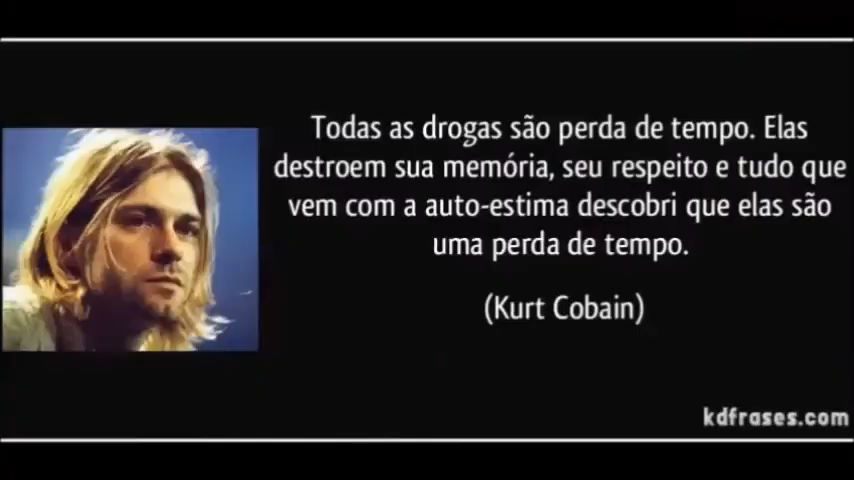 Todas as drogas são perda de tempo. Elas
destroem sua memória, seu respeito e tudo que
vem com a auto-estima descobri que elas são
uma perda de tempo.
(Kurt Cobain)
kdfrases.com